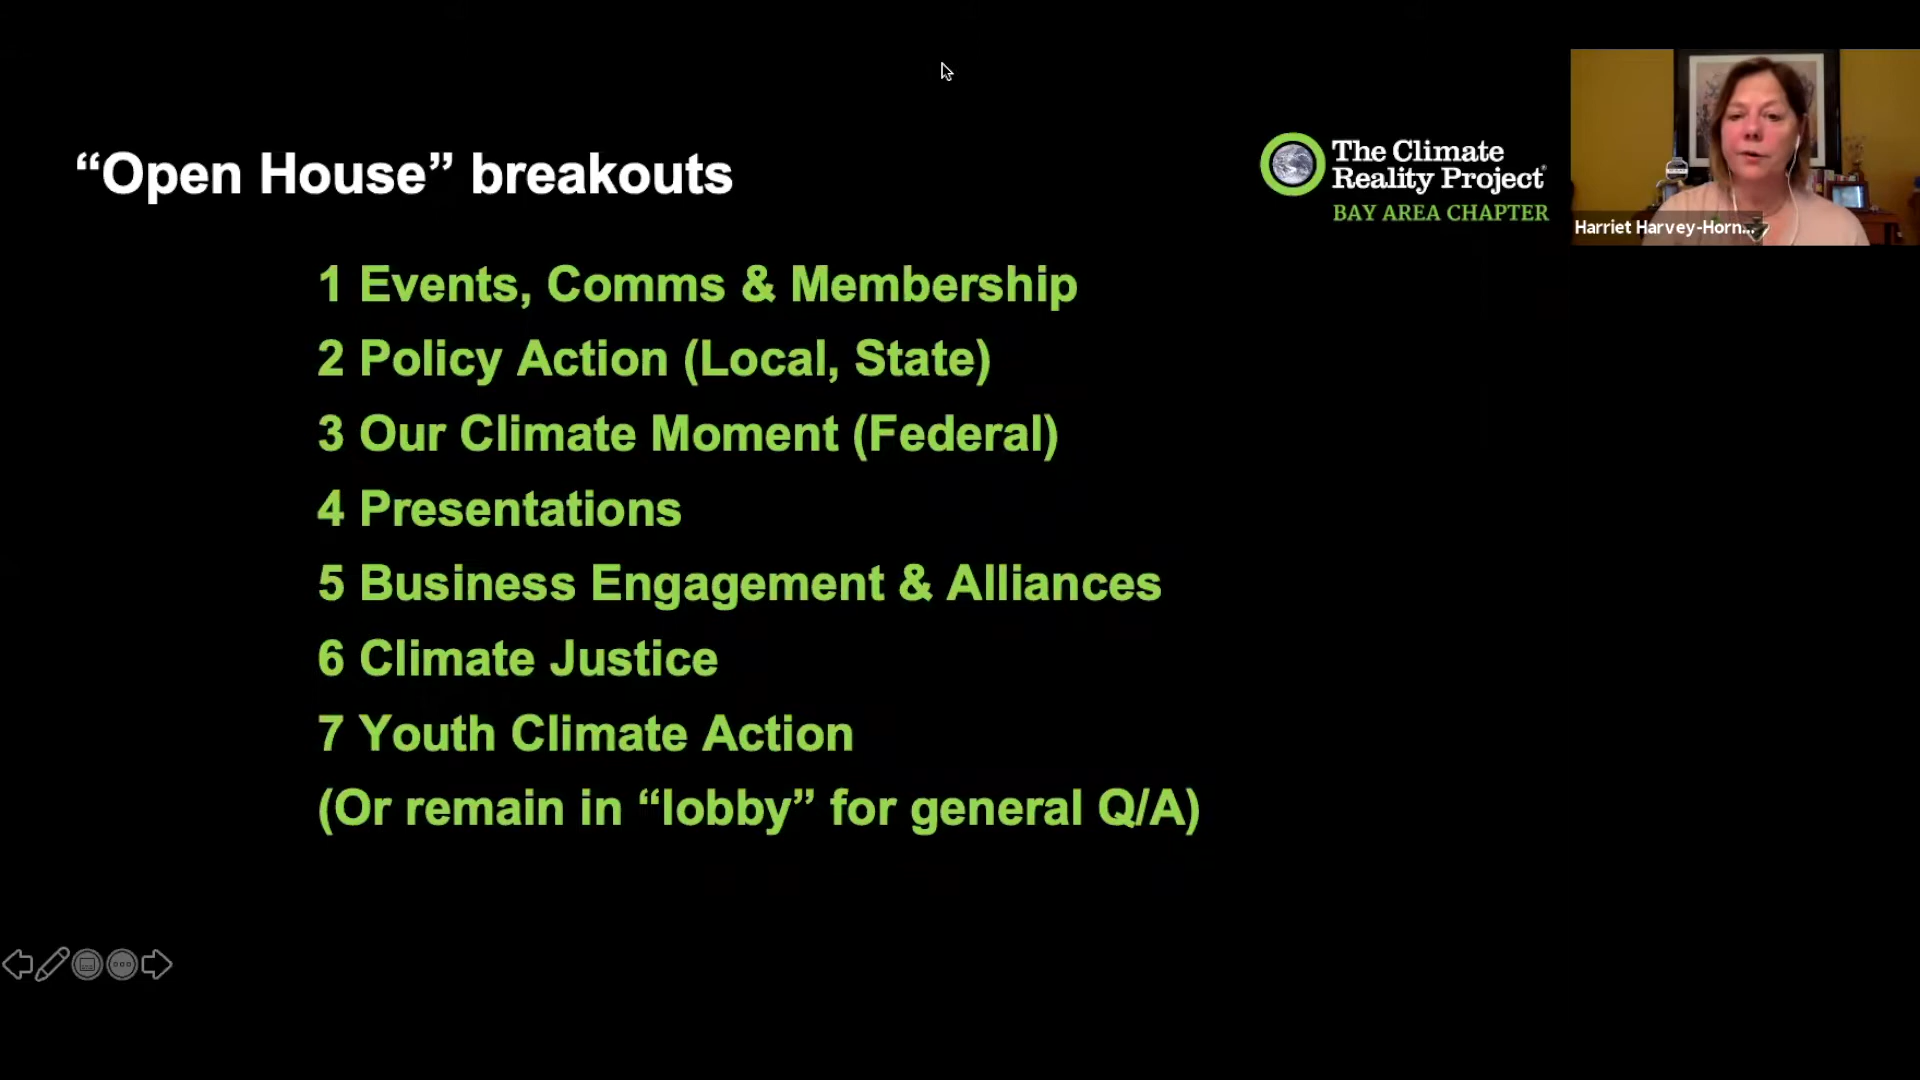 “Open House” breakouts
The Climate
Reality Project
BAY AREA CHAPTER
Harriet Harvey-Horn...
1 Events, Comms & Membership
2 Policy Action (Local, State)
3 Our Climate Moment (Federal)
4 Presentations
5 Business Engagement & Alliances
6 Climate Justice
7 Youth Climate Action
(Or remain in “lobby” for general Q/A)